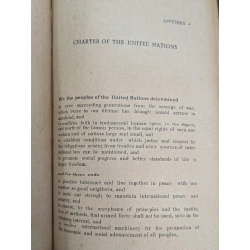 APPENDIX A
CHARTER OF THE UNITED NATIONS
We the peoples of the United Nations determined
to save succeeding generations from the scourge of war,
which twice in our lifetime has brought untold sorrow to
mankind, and
to reaffirm faith in fundamental human rights, in the dignity
and worth of the human person, in the equal rights of men and
women and of nations large and small, and
to establish conditions under which justice and respect for
the obligations arising from treaties and other sources of international
law can be maintained, and
to promote social progress and better standards of life in
larger freedom,
and for these ends
to practice tolerance and live together in peace with one
another as good neighbors, and
to unite our strength to maintain international peace and
security, and
to ensure, by the acceptance of principles and the institution
of methods, that armed force shall not be used, save in the
common interest, and
to employ international machinery for the promotion of
the economic and social advancement of all peoples,